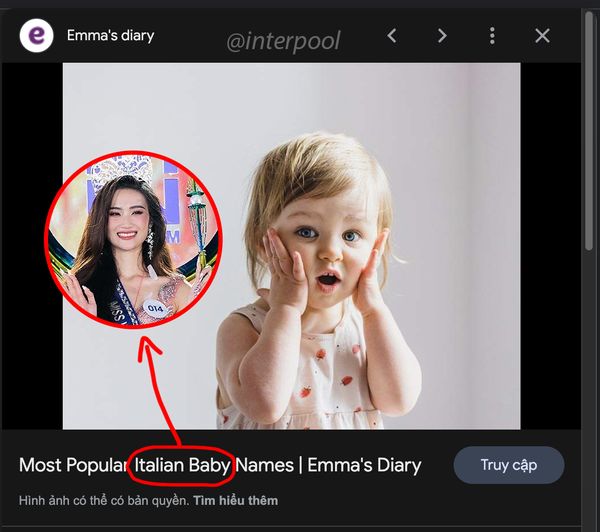 e
Emma's diary
@interpool
MISS
014
M
Most Popular Italian Baby Names | Emma's Diary
Truy cập
Hình ảnh có thể có bản quyền. Tìm hiểu thêm